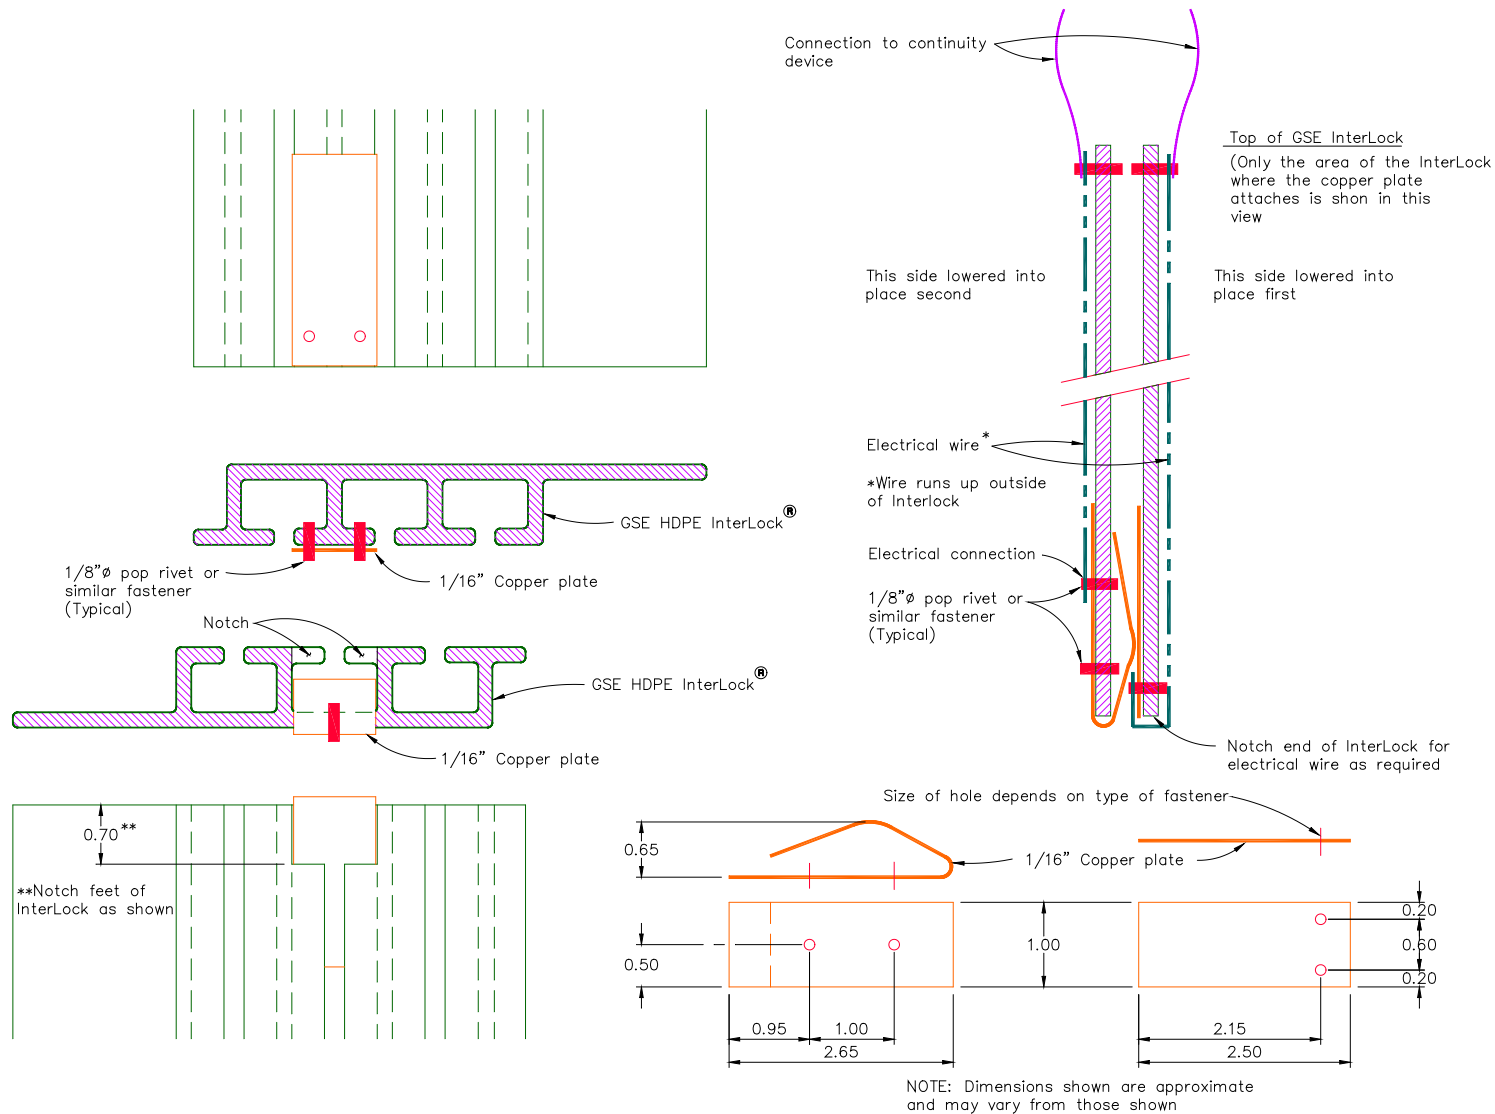 Connection to continuity
device
Top of GSE InterLock
(Only the area of the InterLock
where the copper plate
attaches is shon in this
view
This side lowered into
place second
This side lowered into
place first
Electrical wire*
*Wire runs up outside
of Interlock
GSE HDPE InterLock®
1/8"ø pop rivet or
similar fastener
(Typical)
1/16" Copper plate
Electrical connection
1/8"ø pop rivet or
similar fastener
(Typical)
Notch
GSE HDPE InterLock®
1/16" Copper plate
Notch end of InterLock for
electrical wire as required
Size of hole depends on type of fastener
0.70**
**Notch feet of
InterLock as shown
0.65
1/16" Copper plate
0.50
1.00
0.20
0.60
0.20
0.95
1.00
2.65
2.15
2.50
NOTE: Dimensions shown are approximate
and may vary from those shown